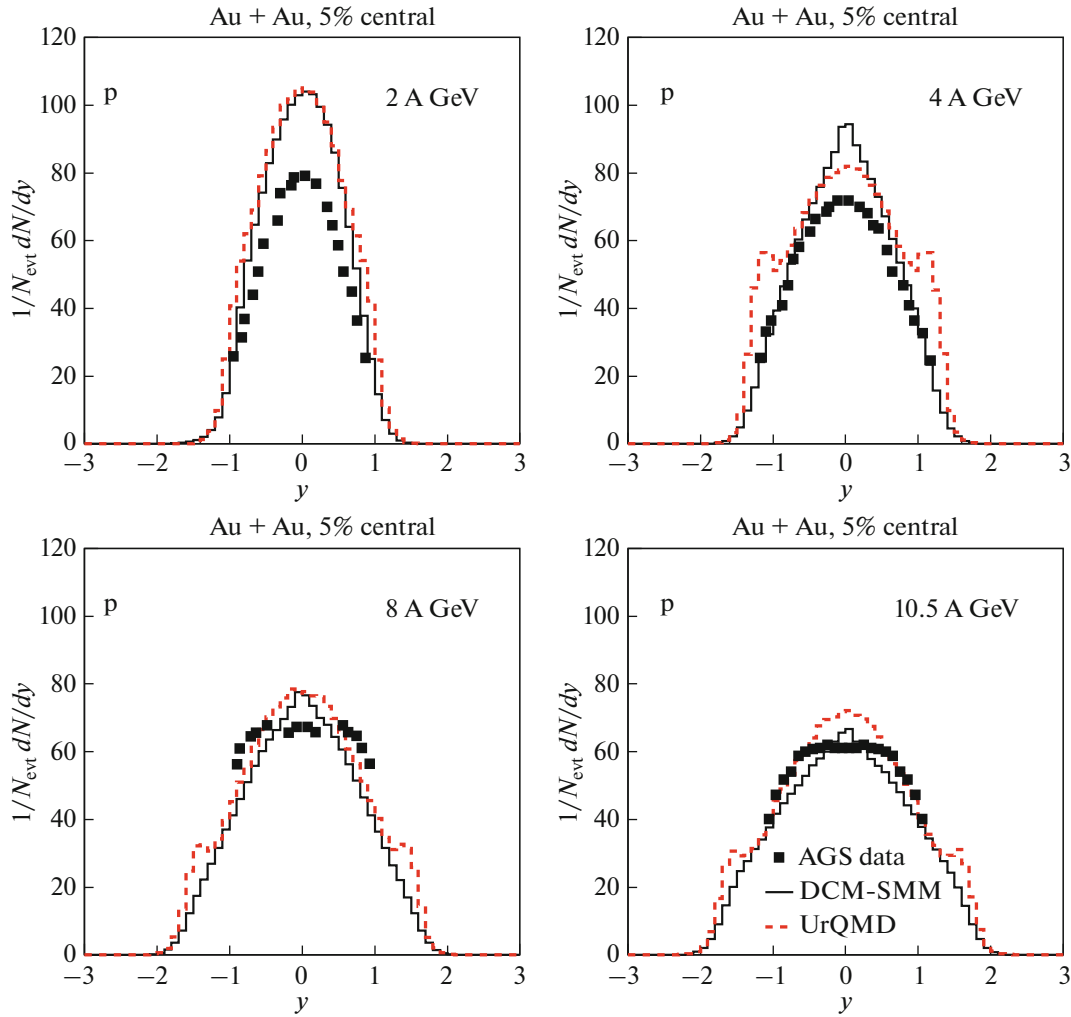 Au + Au, 5% central
120
100
80
60
40
20
0
1/N_evt dN/dy
p
2 A GeV
−3 −2 −1 0 1 2 3
y
Au + Au, 5% central
120
100
80
60
40
20
0
1/N_evt dN/dy
p
4 A GeV
−3 −2 −1 0 1 2 3
y
Au + Au, 5% central
120
100
80
60
40
20
0
1/N_evt dN/dy
p
8 A GeV
−3 −2 −1 0 1 2 3
y
Au + Au, 5% central
120
100
80
60
40
20
0
1/N_evt dN/dy
p
10.5 A GeV
AGS data
DCM-SMM
UrQMD
−3 −2 −1 0 1 2 3
y